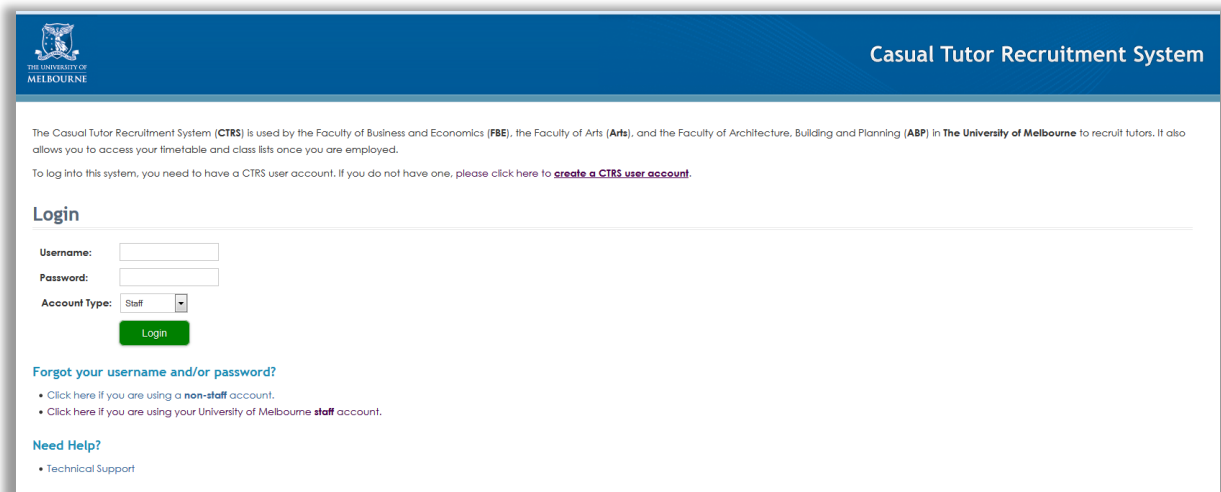 THE UNIVERSITY OF
MELBOURNE
Casual Tutor Recruitment System
The Casual Tutor Recruitment System (CTRS) is used by the Faculty of Business and Economics (FBE), the Faculty of Arts (Arts), and the Faculty of Architecture, Building and Planning (ABP) in The University of Melbourne to recruit tutors. It also
allows you to access your timetable and class lists once you are employed.
To log into this system, you need to have a CTRS user account. If you do not have one, please click here to create a CTRS user account.
Login
Username:
Password:
Account Type: Staff
Login
Forgot your username and/or password?
• Click here if you are using a non-staff account.
• Click here if you are using your University of Melbourne staff account.
Need Help?
• Technical Support